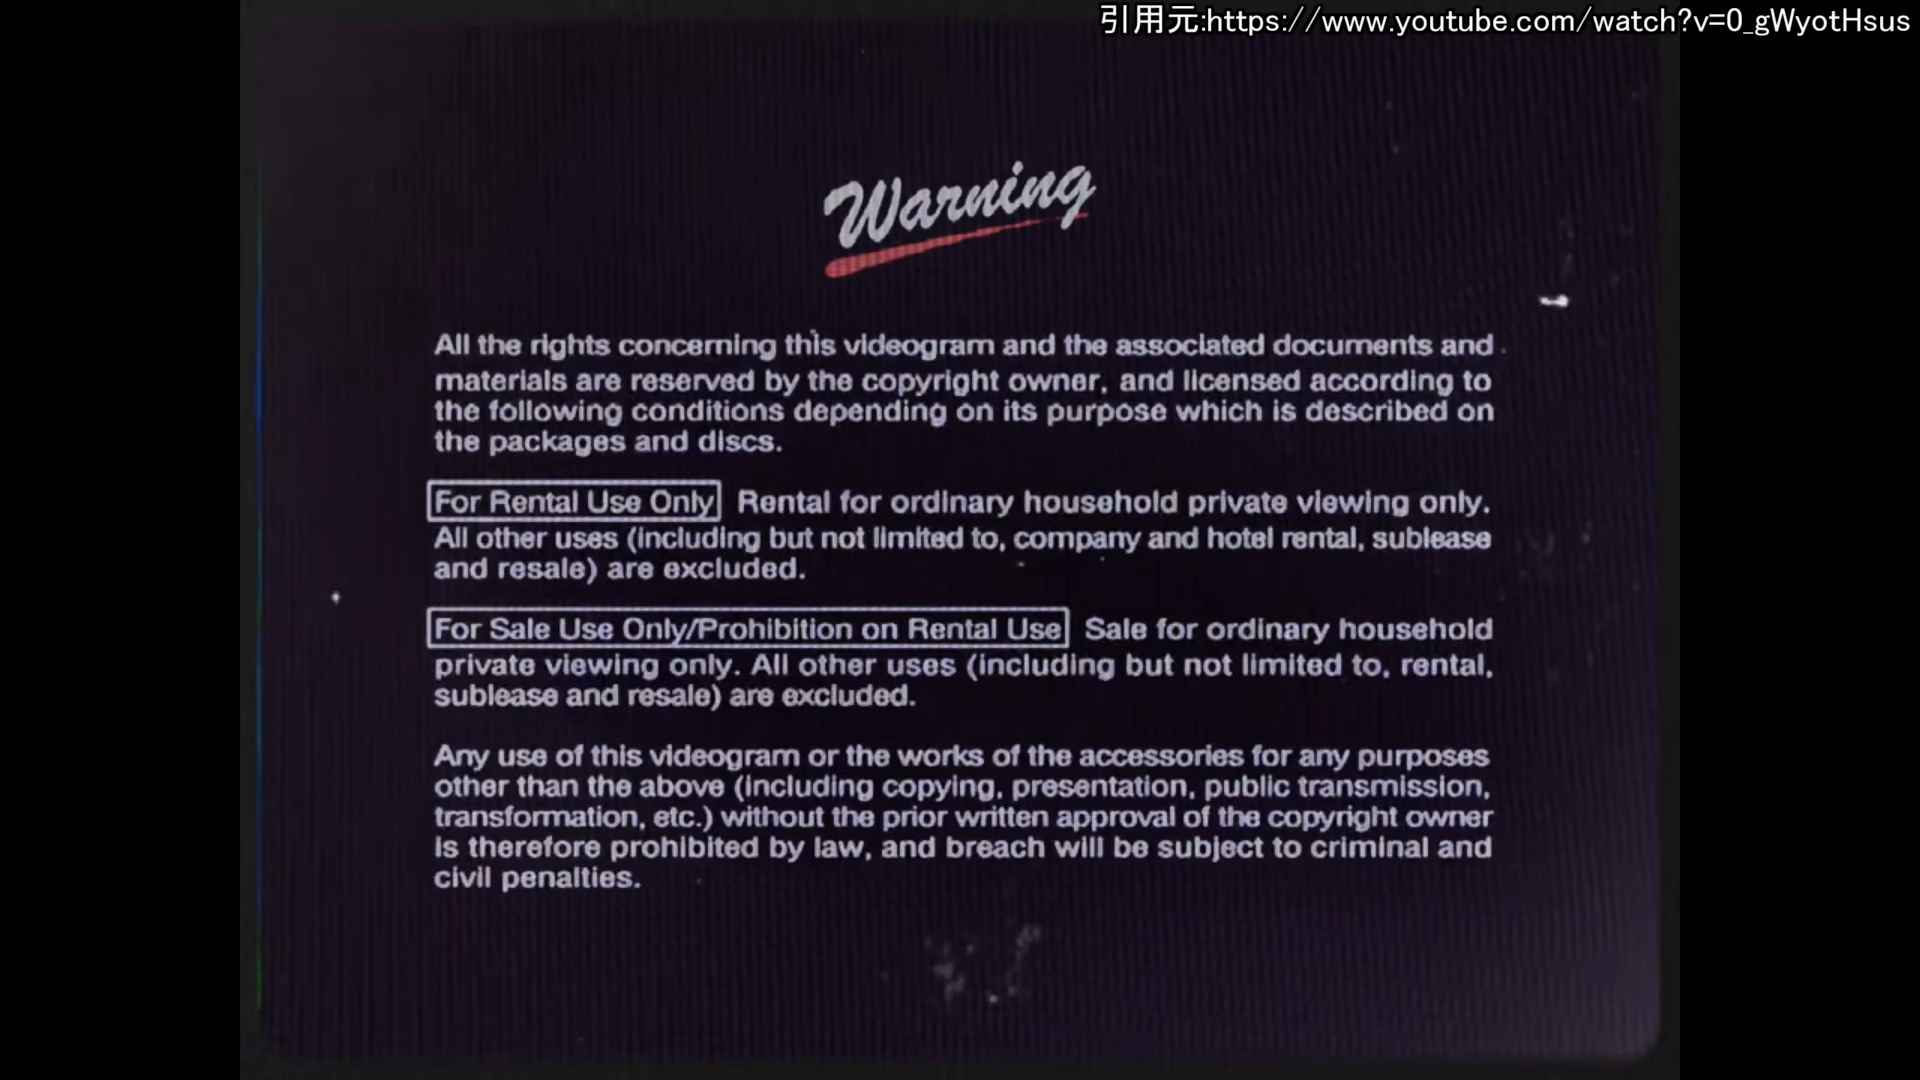 引用元:https://www.youtube.com/watch?v=0_gWyotHsus
Warning
All the rights concerning this videogram and the associated documents and
materials are reserved by the copyright owner, and licensed according to
the following conditions depending on its purpose which is described on
the packages and discs.
For Rental Use Only Rental for ordinary household private viewing only.
All other uses (including but not limited to, company and hotel rental, sublease
and resale) are excluded.
For Sale Use Only/Prohibition on Rental Use Sale for ordinary household
private viewing only. All other uses (including but not limited to, rental,
sublease and resale) are excluded.
Any use of this videogram or the works of the accessories for any purposes
other than the above (including copying, presentation, public transmission,
transformation, etc.) without the prior written approval of the copyright owner
is therefore prohibited by law, and breach will be subject to criminal and
civil penalties.